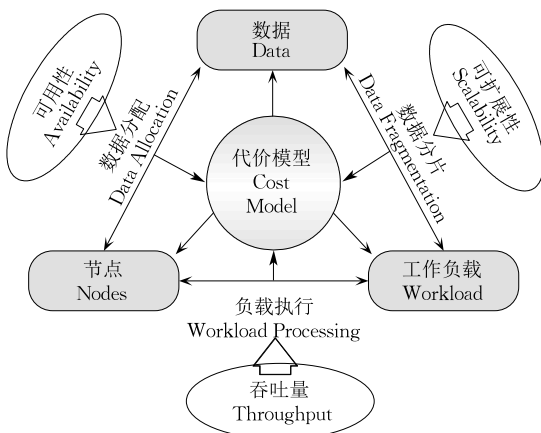 数据
Data
可用性
Availability
数据分配
Data Allocation
数据分片
Data Fragmentation
可扩展性
Scalability
代价模型
Cost
Model
节点
Nodes
工作负载
Workload
负载执行
Workload Processing
吞吐量
Throughput